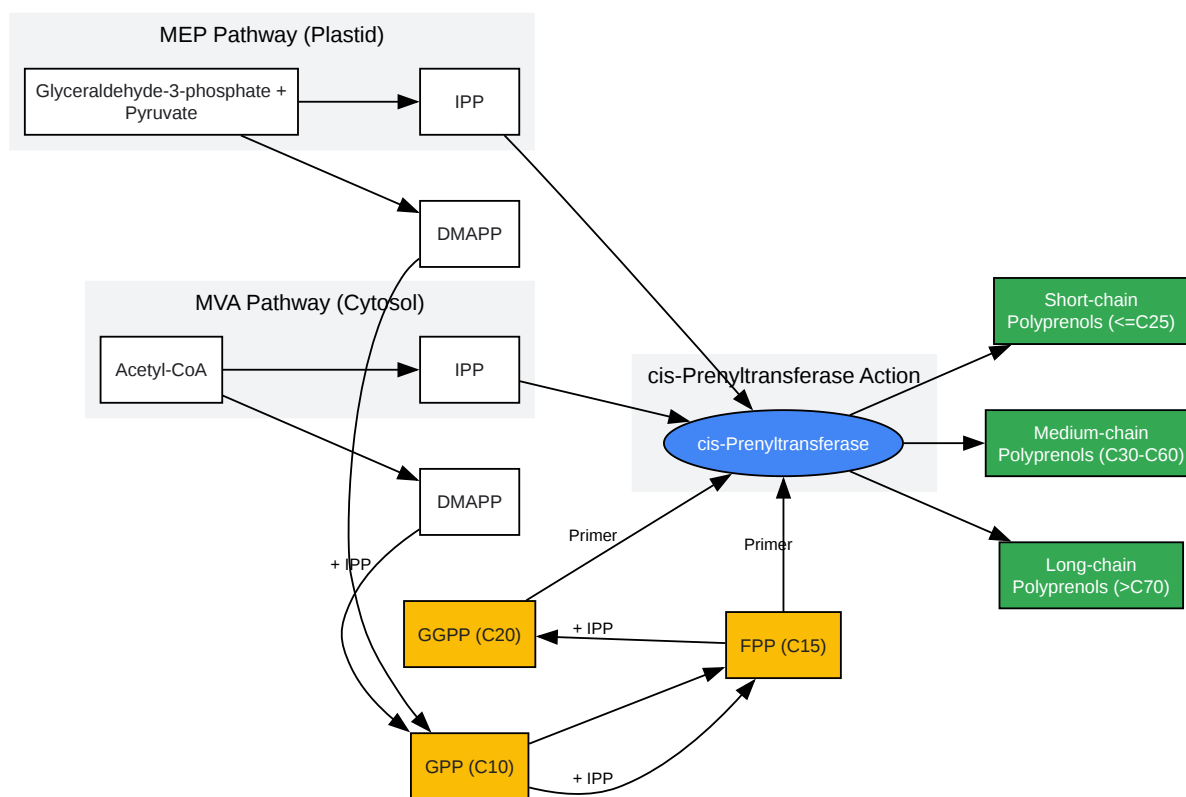 MEP Pathway (Plastid)
Glyceraldehyde-3-phosphate +
Pyruvate
IPP
DMAPP
MVA Pathway (Cytosol)
Acetyl-CoA
IPP
DMAPP
+ IPP
cis-Prenyltransferase Action
cis-Prenyltransferase
Primer
Primer
GGPP (C20)
+ IPP
FPP (C15)
GPP (C10)
+ IPP
Short-chain
Polyprenols (<=C25)
Medium-chain
Polyprenols (C30-C60)
Long-chain
Polyprenols (>C70)